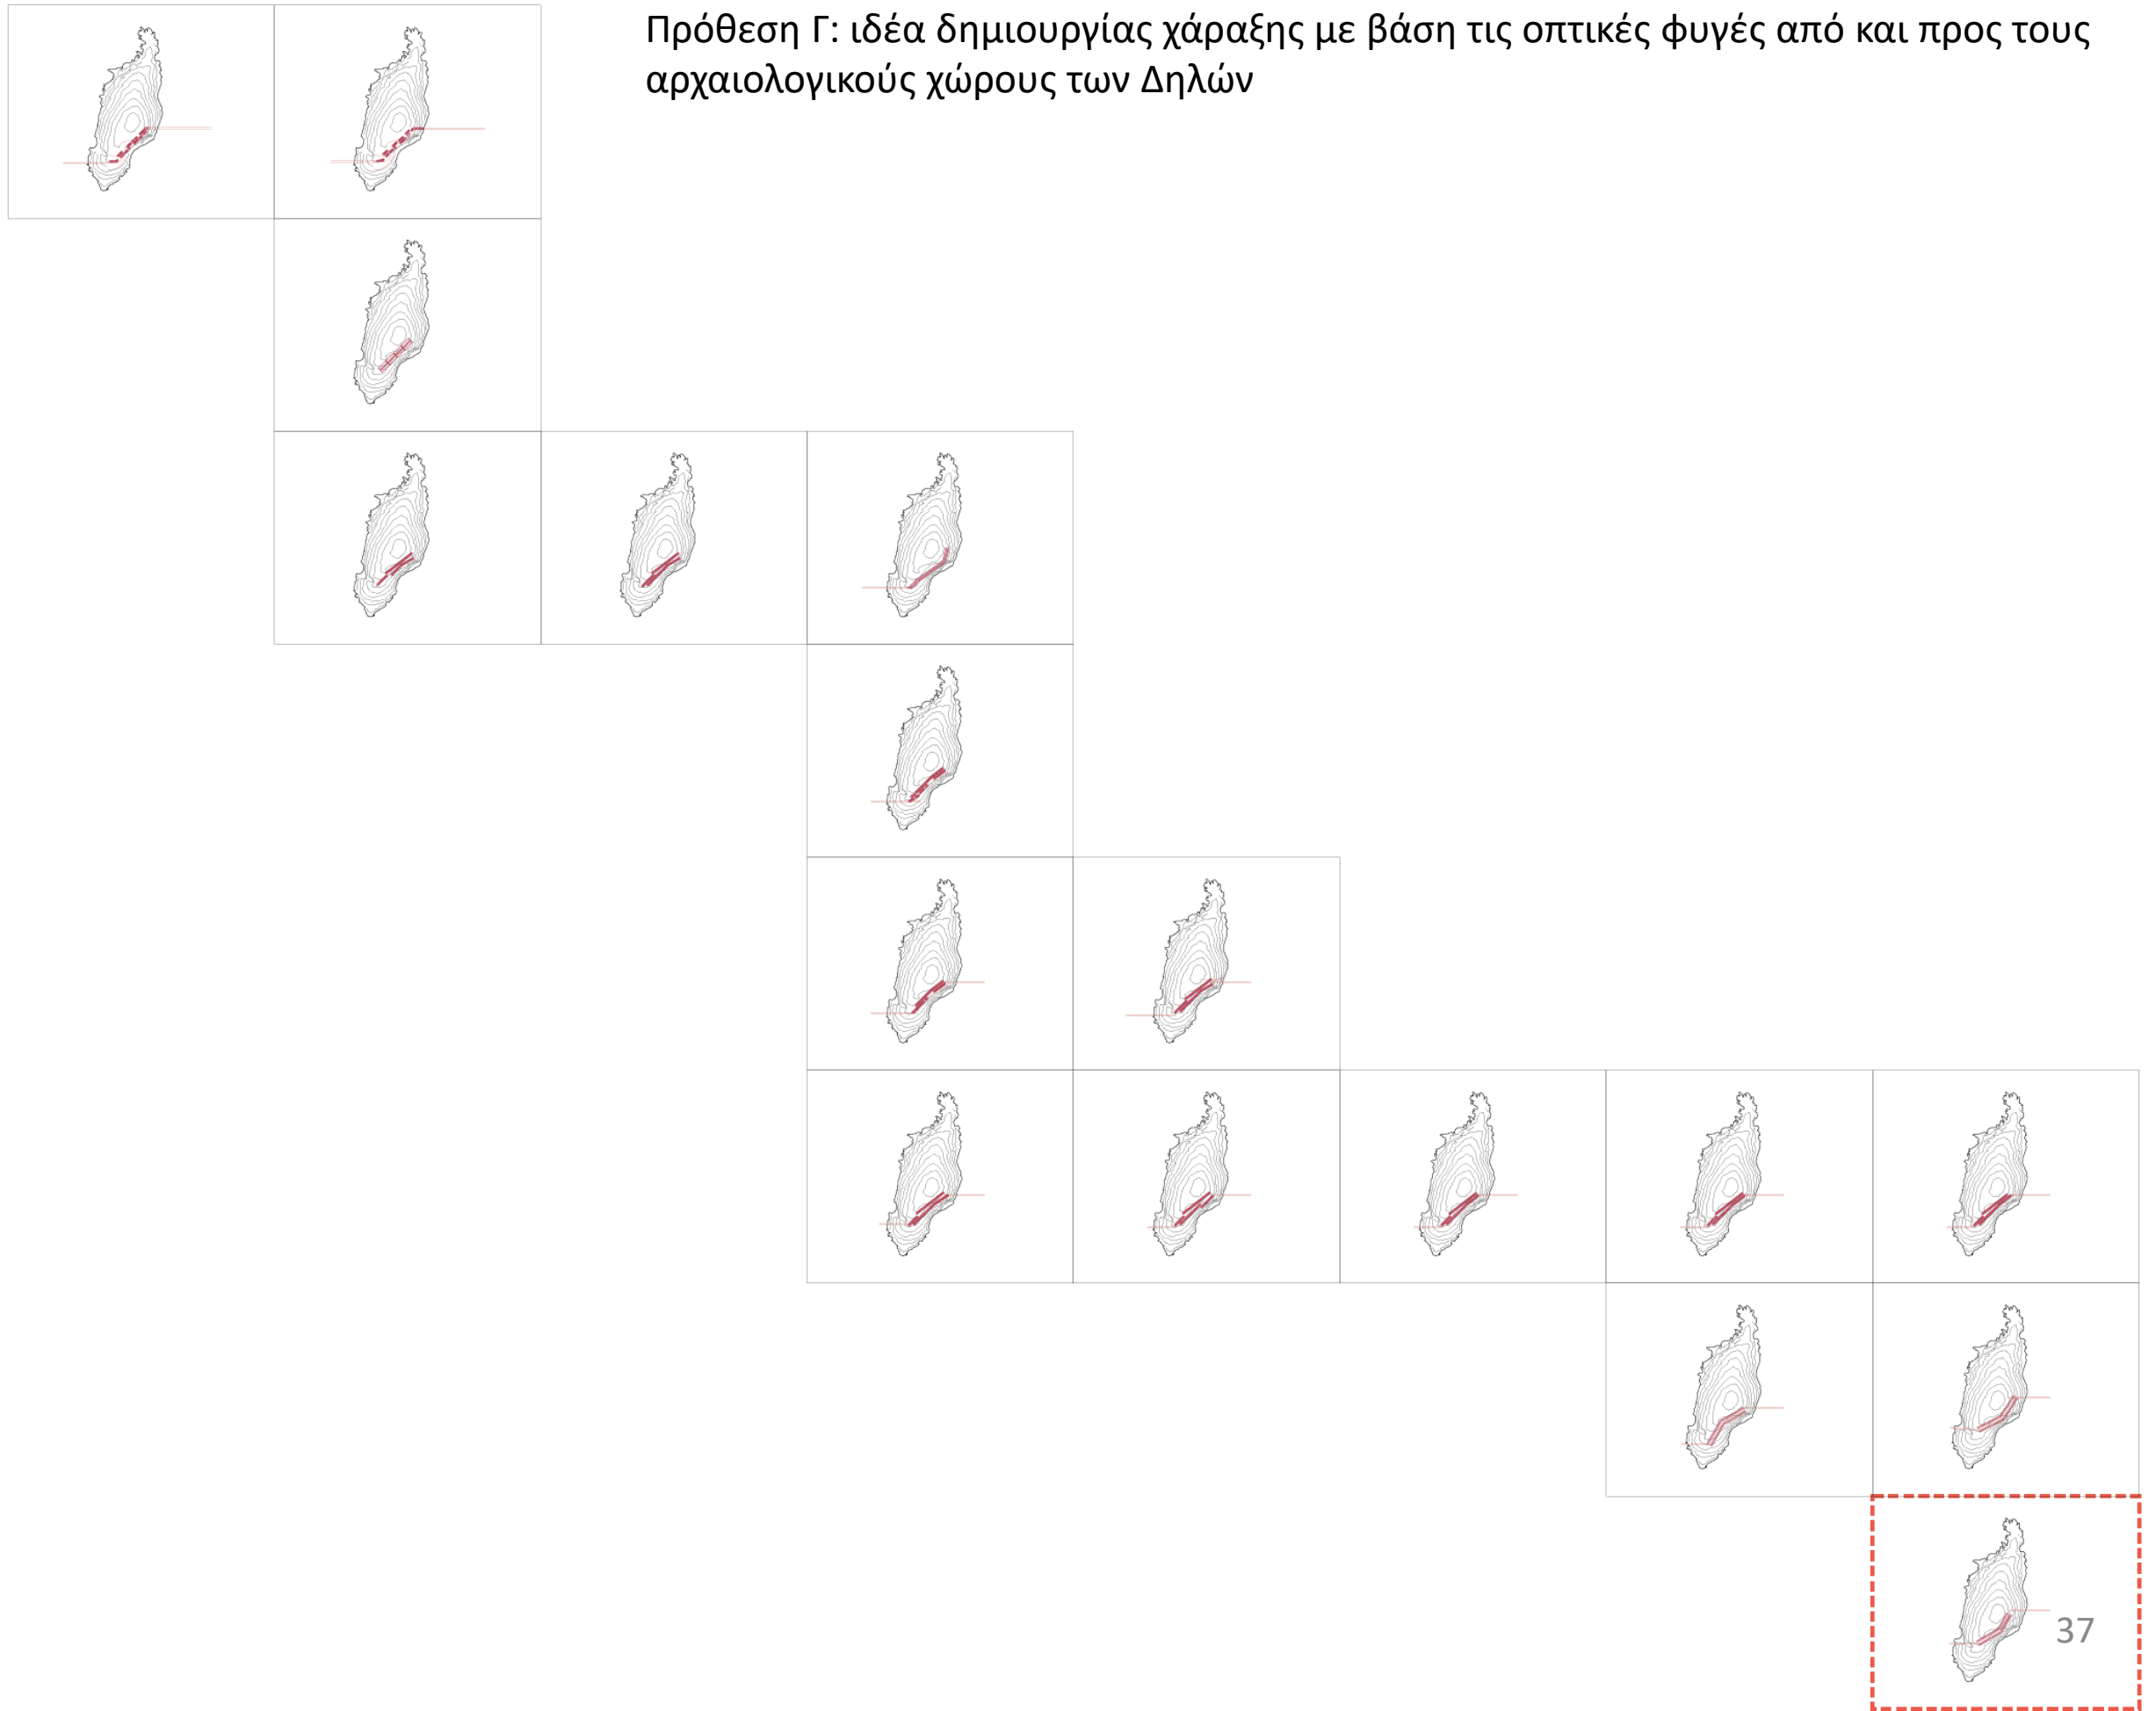 Πρόθεση Γ: ιδέα δημιουργίας χάραξης με βάση τις οπτικές φυγές από και προς τους
αρχαιολογικούς χώρους των Δηλών
37